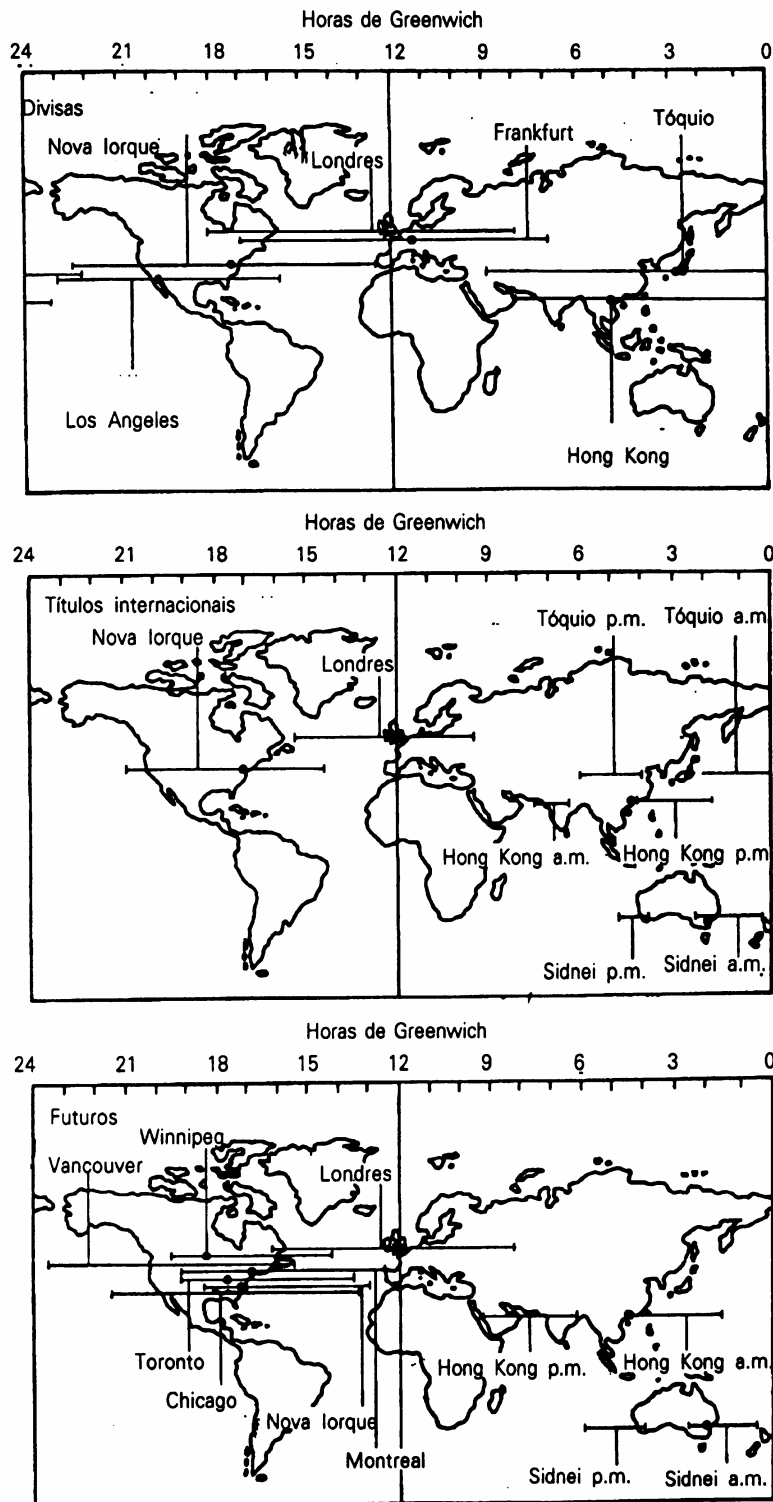 Horas de Greenwich
24 21 18 15 12 9 6 3 0
Divisas
Nova Iorque
Londres
Frankfurt
Tóquio
Los Angeles
Hong Kong
Horas de Greenwich
24 21 18 15 12 9 6 3 0
Títulos internacionais
Nova Iorque
Londres
Tóquio p.m.
Tóquio a.m.
Hong Kong a.m.
Hong Kong p.m.
Sidnei p.m.
Sidnei a.m.
Horas de Greenwich
24 21 18 15 12 9 6 3 0
Futuros
Winnipeg
Vancouver
Londres
Toronto
Chicago
Nova Iorque
Montreal
Hong Kong p.m.
Hong Kong a.m.
Sidnei p.m.
Sidnei a.m.